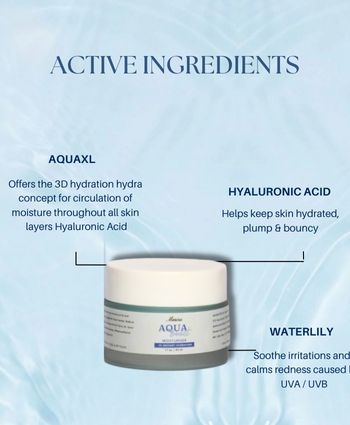 ACTIVE INGREDIENTS
AQUAXL
Offers the 3D hydration hydra
concept for circulation of
moisture throughout all skin
layers Hyaluronic Acid
HYALURONIC ACID
Helps keep skin hydrated,
plump & bouncy
AQUA
MOISTURISER
WATERLILY
Soothe irritations and
calms redness caused
UVA / UVB